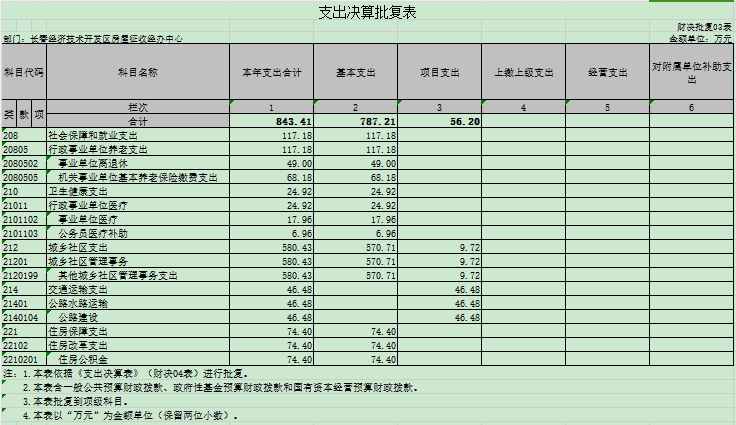 支出决算批复表
财决批复03表
部门：长春经济技术开发区房屋征收经办中心 金额单位：万元
科目代码 科目名称 本年支出合计 基本支出 项目支出 上缴上级支出 经营支出 对附属单位补助支出
类 款 项 栏次 1 2 3 4 5 6
合计 843.41 787.21 56.20
208 社会保障和就业支出 117.18 117.18
20805 行政事业单位养老支出 117.18 117.18
2080502 事业单位离退休 49.00 49.00
2080505 机关事业单位基本养老保险缴费支出 68.18 68.18
210 卫生健康支出 24.92 24.92
21011 行政事业单位医疗 24.92 24.92
2101102 事业单位医疗 17.96 17.96
2101103 公务员医疗补助 6.96 6.96
212 城乡社区支出 580.43 570.71 9.72
21201 城乡社区管理事务 580.43 570.71 9.72
2120199 其他城乡社区管理事务支出 580.43 570.71 9.72
214 交通运输支出 46.48 46.48
21401 公路水路运输 46.48 46.48
2140104 公路建设 46.48 46.48
221 住房保障支出 74.40 74.40
22102 住房改革支出 74.40 74.40
2210201 住房公积金 74.40 74.40
注：1.本表依据《支出决算表》（财决04表）进行批复。
2.本表含一般公共预算财政拨款、政府性基金预算财政拨款和国有资本经营预算财政拨款。
3.本表批复到项级科目。
4.本表以“万元”为金额单位（保留两位小数）。